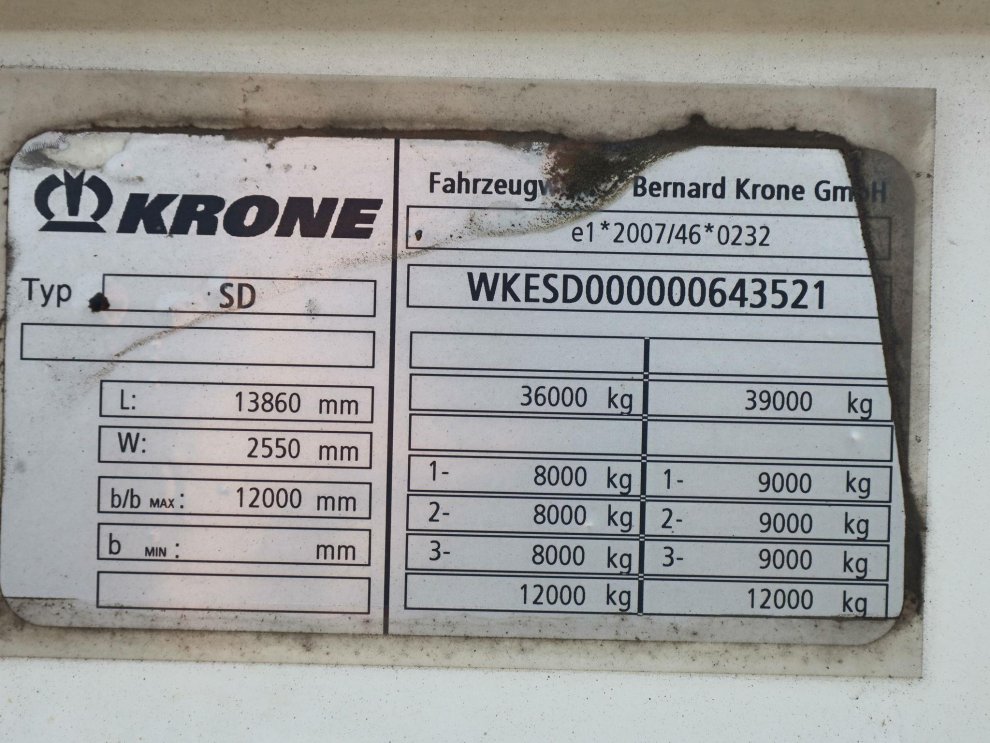 KRONE
Typ SD
L: 13860 mm
W: 2550 mm
b/b MAX: 12000 mm
b MIN: mm
Bernard Krone GmbH
e1*2007/46*0232
WKESD000000643521
36000 kg 39000 kg
1- 8000 kg 1- 9000 kg
2- 8000 kg 2- 9000 kg
3- 8000 kg 3- 9000 kg
12000 kg 12000 kg